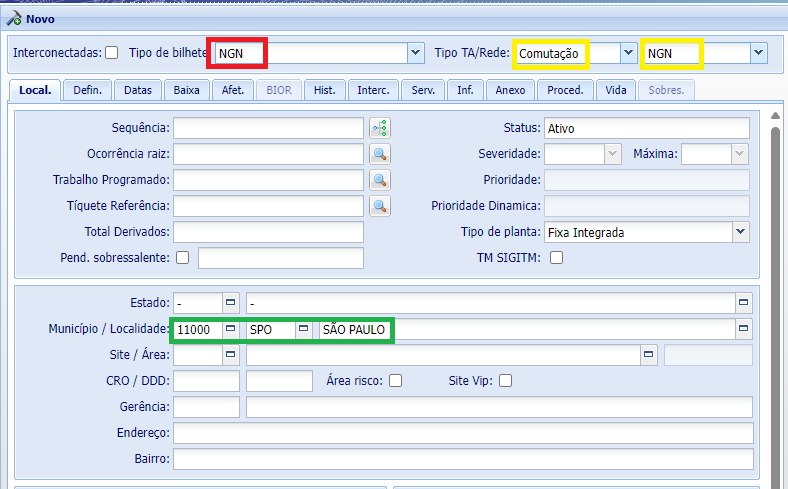 Novo
Interconectadas: Tipo de bilhete NGN Tipo TA/Rede: Comutação NGN
Local. Defin. Datas Baixa Afet. BIOR Hist. Interc. Serv. Inf. Anexo Proced. Vida Sobres.
Sequência: Status: Ativo
Ocorrência raiz: Severidade: Máxima:
Trabalho Programado: Prioridade:
Tíquete Referência: Prioridade Dinamica:
Total Derivados: Tipo de planta: Fixa Integrada
Pend. sobressalente: TM SIGITM:
Estado: - -
Município / Localidade: 11000 SPO SÃO PAULO
Site / Área:
CRO / DDD: Área risco: Site Vip:
Gerência:
Endereço:
Bairro: